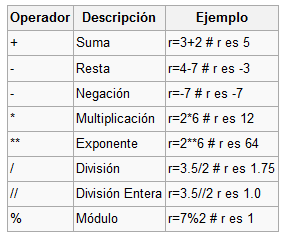 Operador Descripción Ejemplo
+ Suma r=3+2 # r es 5
- Resta r=4-7 # r es -3
- Negación r=-7 # r es -7
* Multiplicación r=2*6 # r es 12
** Exponente r=2**6 # r es 64
/ División r=3.5/2 # r es 1.75
// División Entera r=3.5//2 # r es 1.0
% Módulo r=7%2 # r es 1